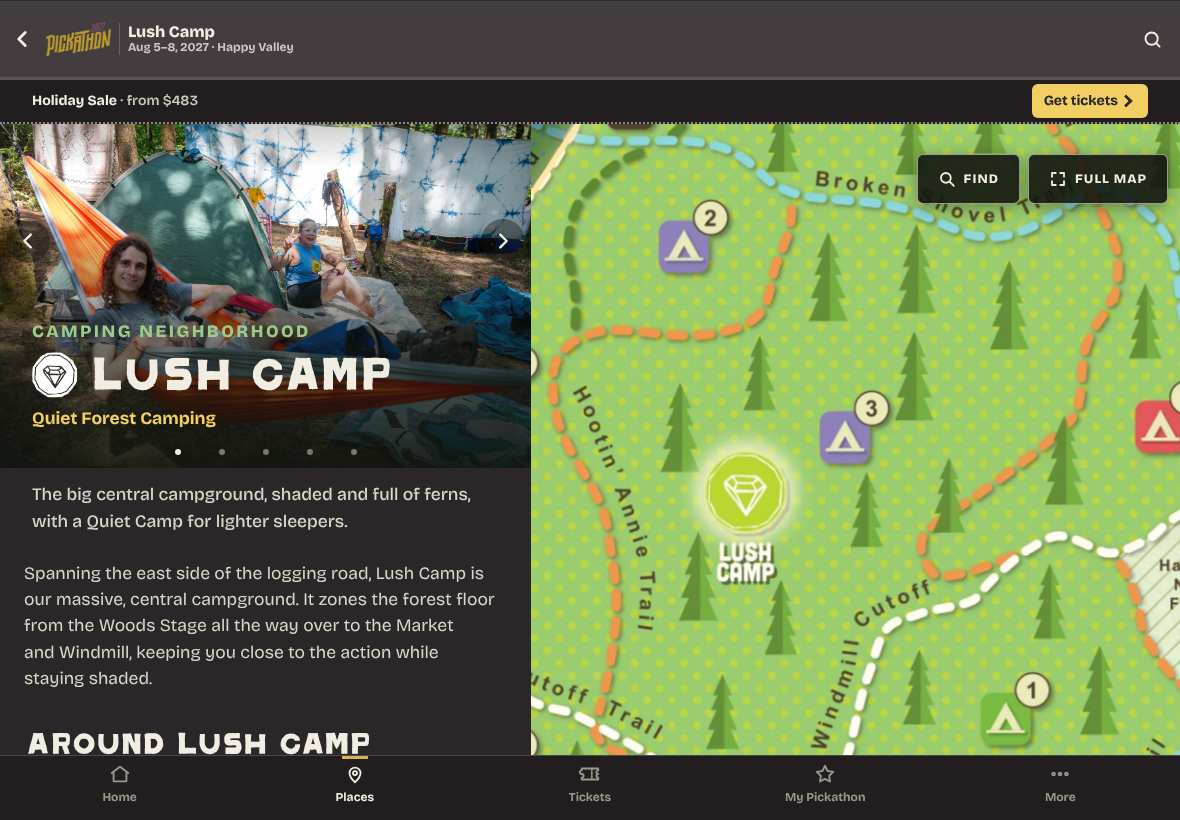 PICKATHON
Lush Camp
Aug 5–8, 2027 · Happy Valley
Holiday Sale · from $483
Get tickets
CAMPING NEIGHBORHOOD
LUSH CAMP
Quiet Forest Camping
The big central campground, shaded and full of ferns,
with a Quiet Camp for lighter sleepers.
Spanning the east side of the logging road, Lush Camp is
our massive, central campground. It zones the forest floor
from the Woods Stage all the way over to the Market
and Windmill, keeping you close to the action while
staying shaded.
AROUND LUSH CAMP
FIND
FULL MAP
Broken
2
3
Hootin' Annie Trail
LUSH
CAMP
Windmill Cutoff
1
utoff Trail
Ha
Home
Places
Tickets
My Pickathon
More